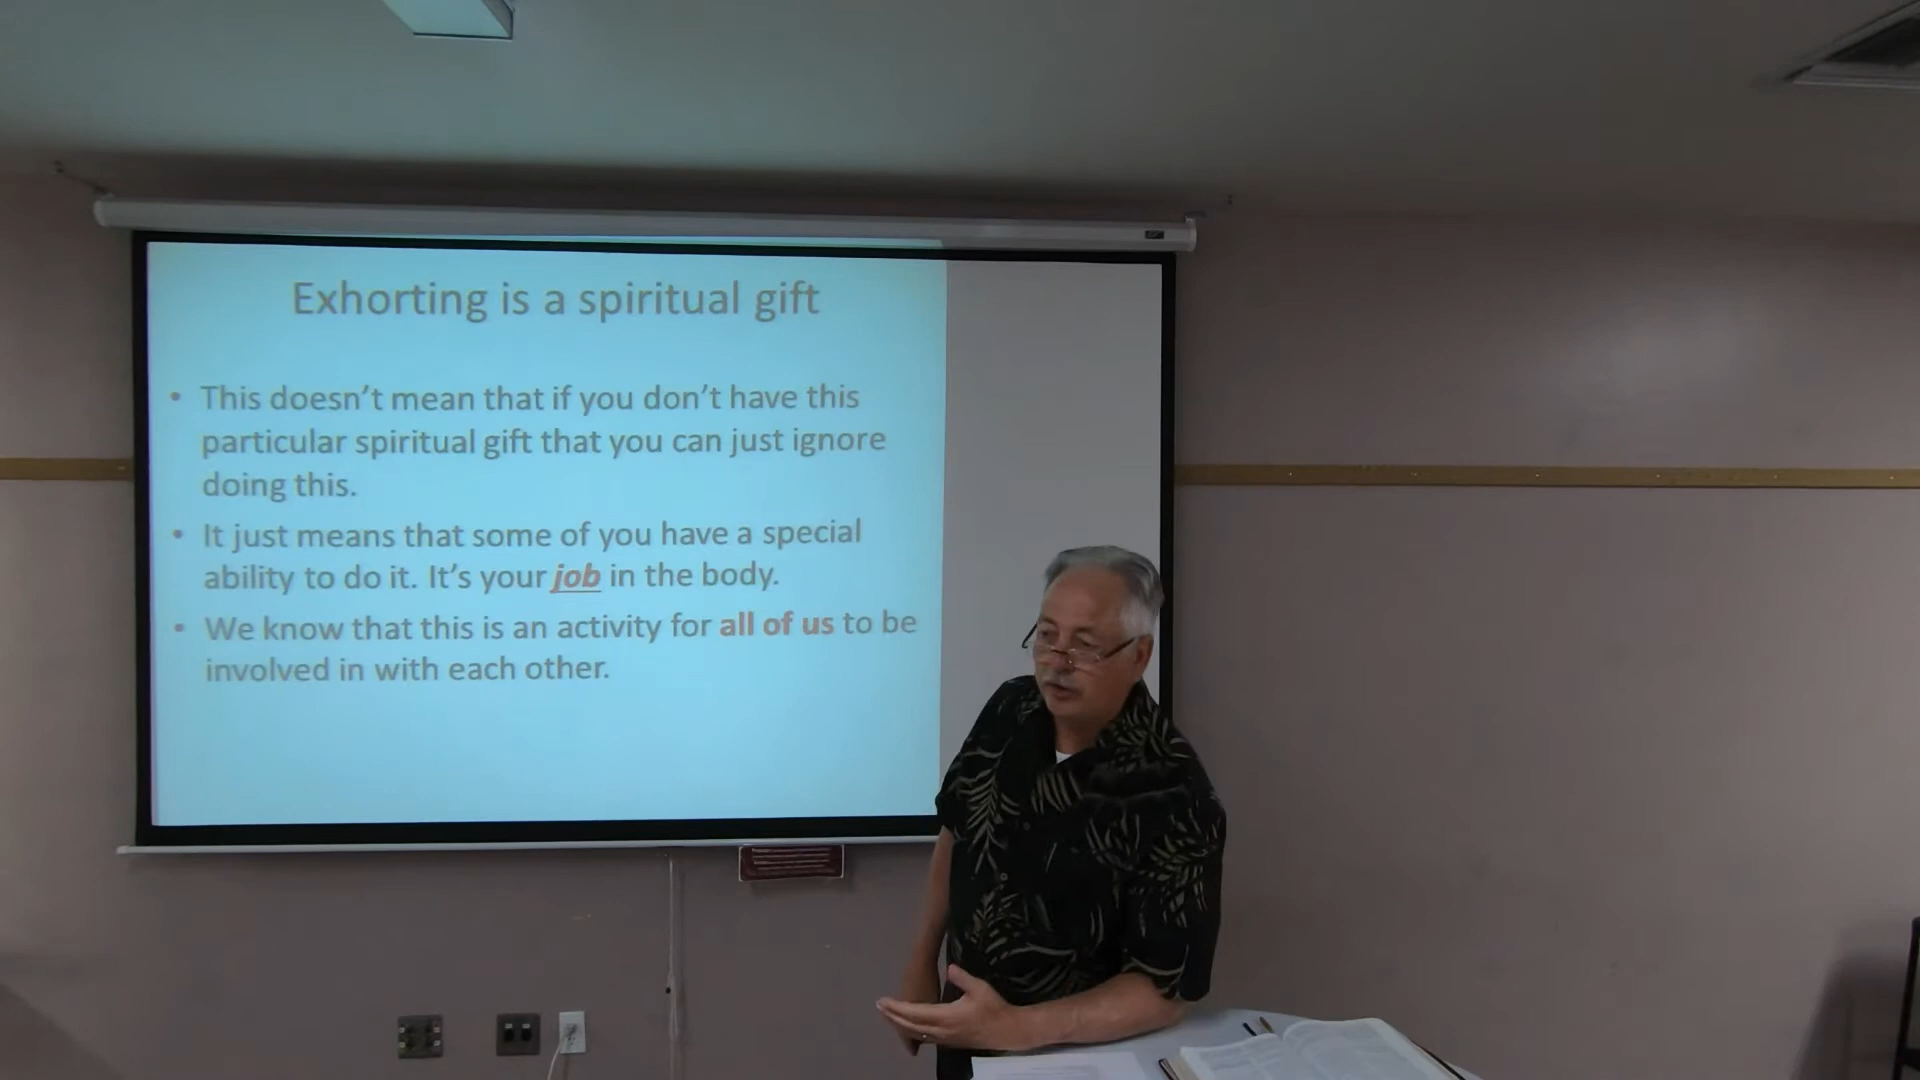 Exhorting is a spiritual gift
• This doesn't mean that if you don't have this
particular spiritual gift that you can just ignore
doing this.
• It just means that some of you have a special
ability to do it. It's your job in the body.
• We know that this is an activity for all of us to be
involved in with each other.